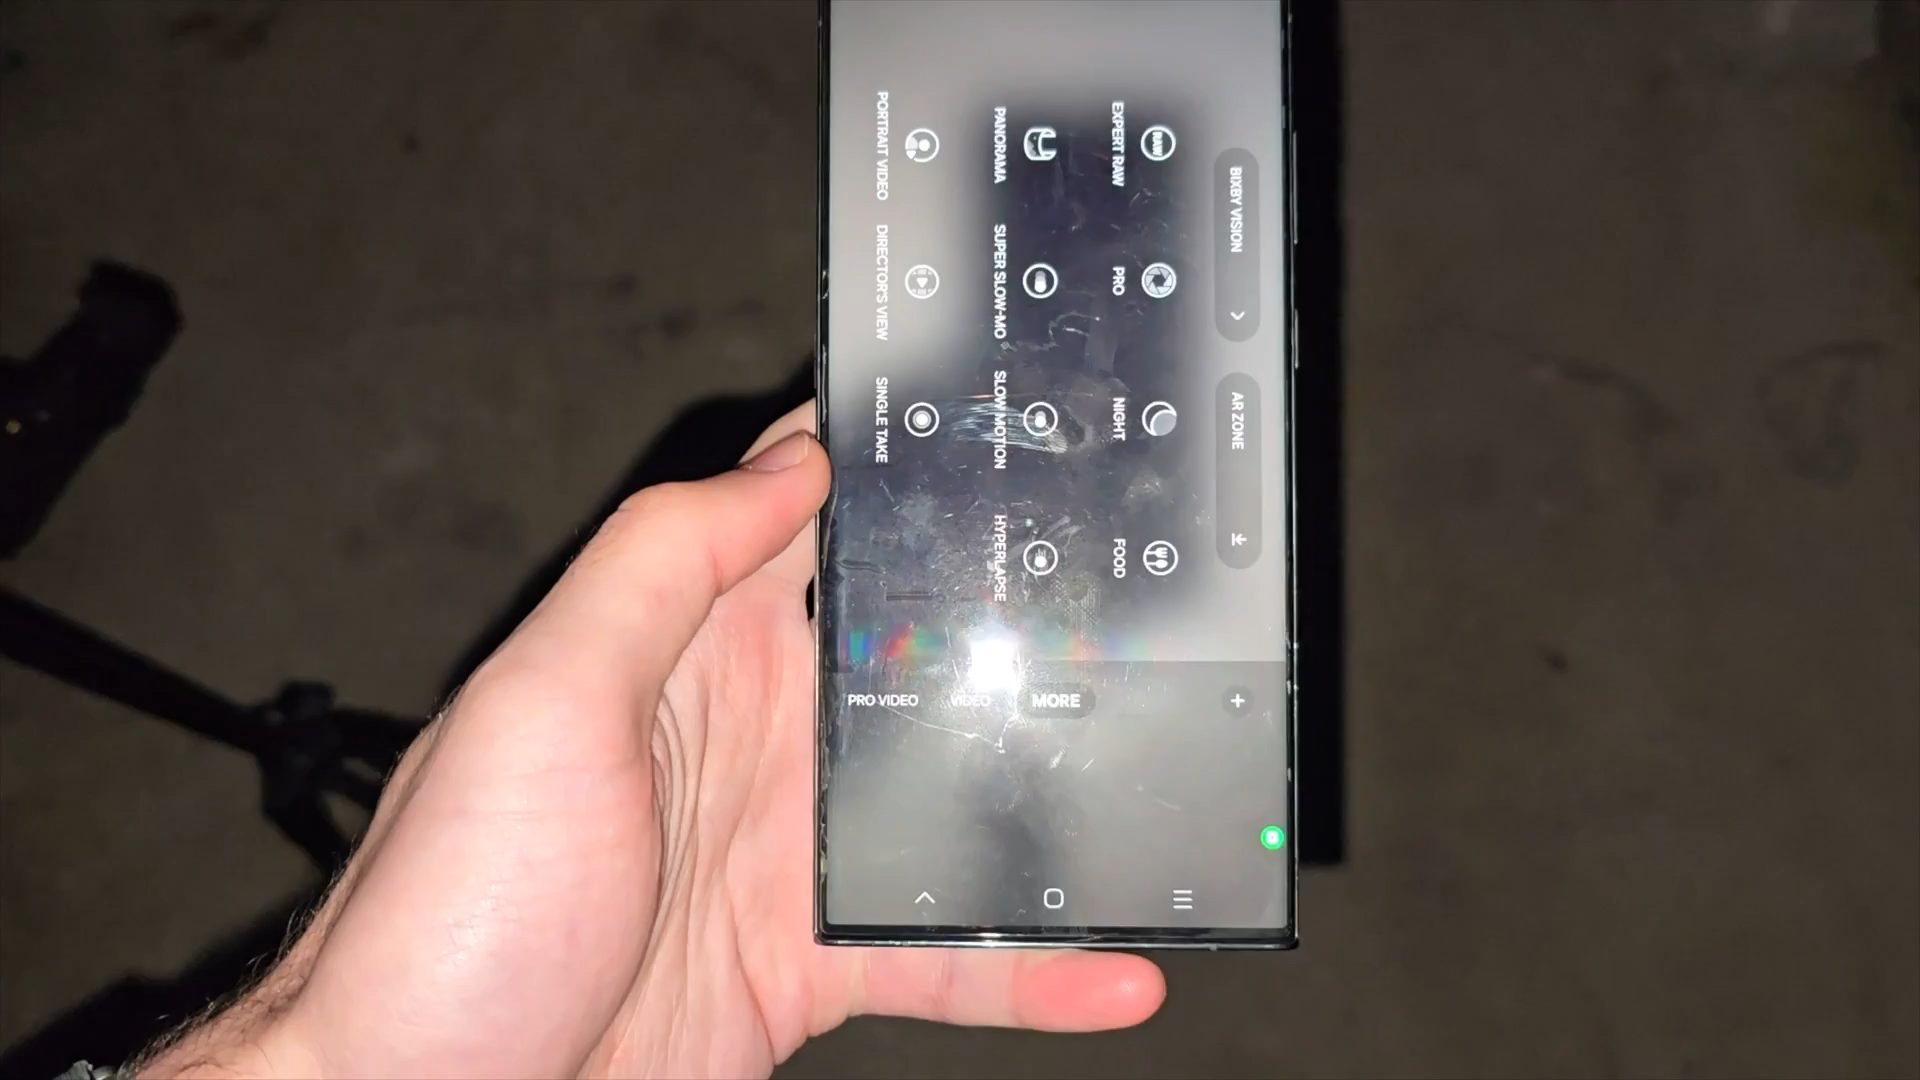 BIXBY VISION
AR ZONE
RAW
EXPERT RAW
PRO
NIGHT
FOOD
PANORAMA
SUPER SLOW-MO
SLOW MOTION
HYPERLAPSE
PORTRAIT VIDEO
DIRECTOR'S VIEW
SINGLE TAKE
PRO VIDEO
VIDEO
MORE